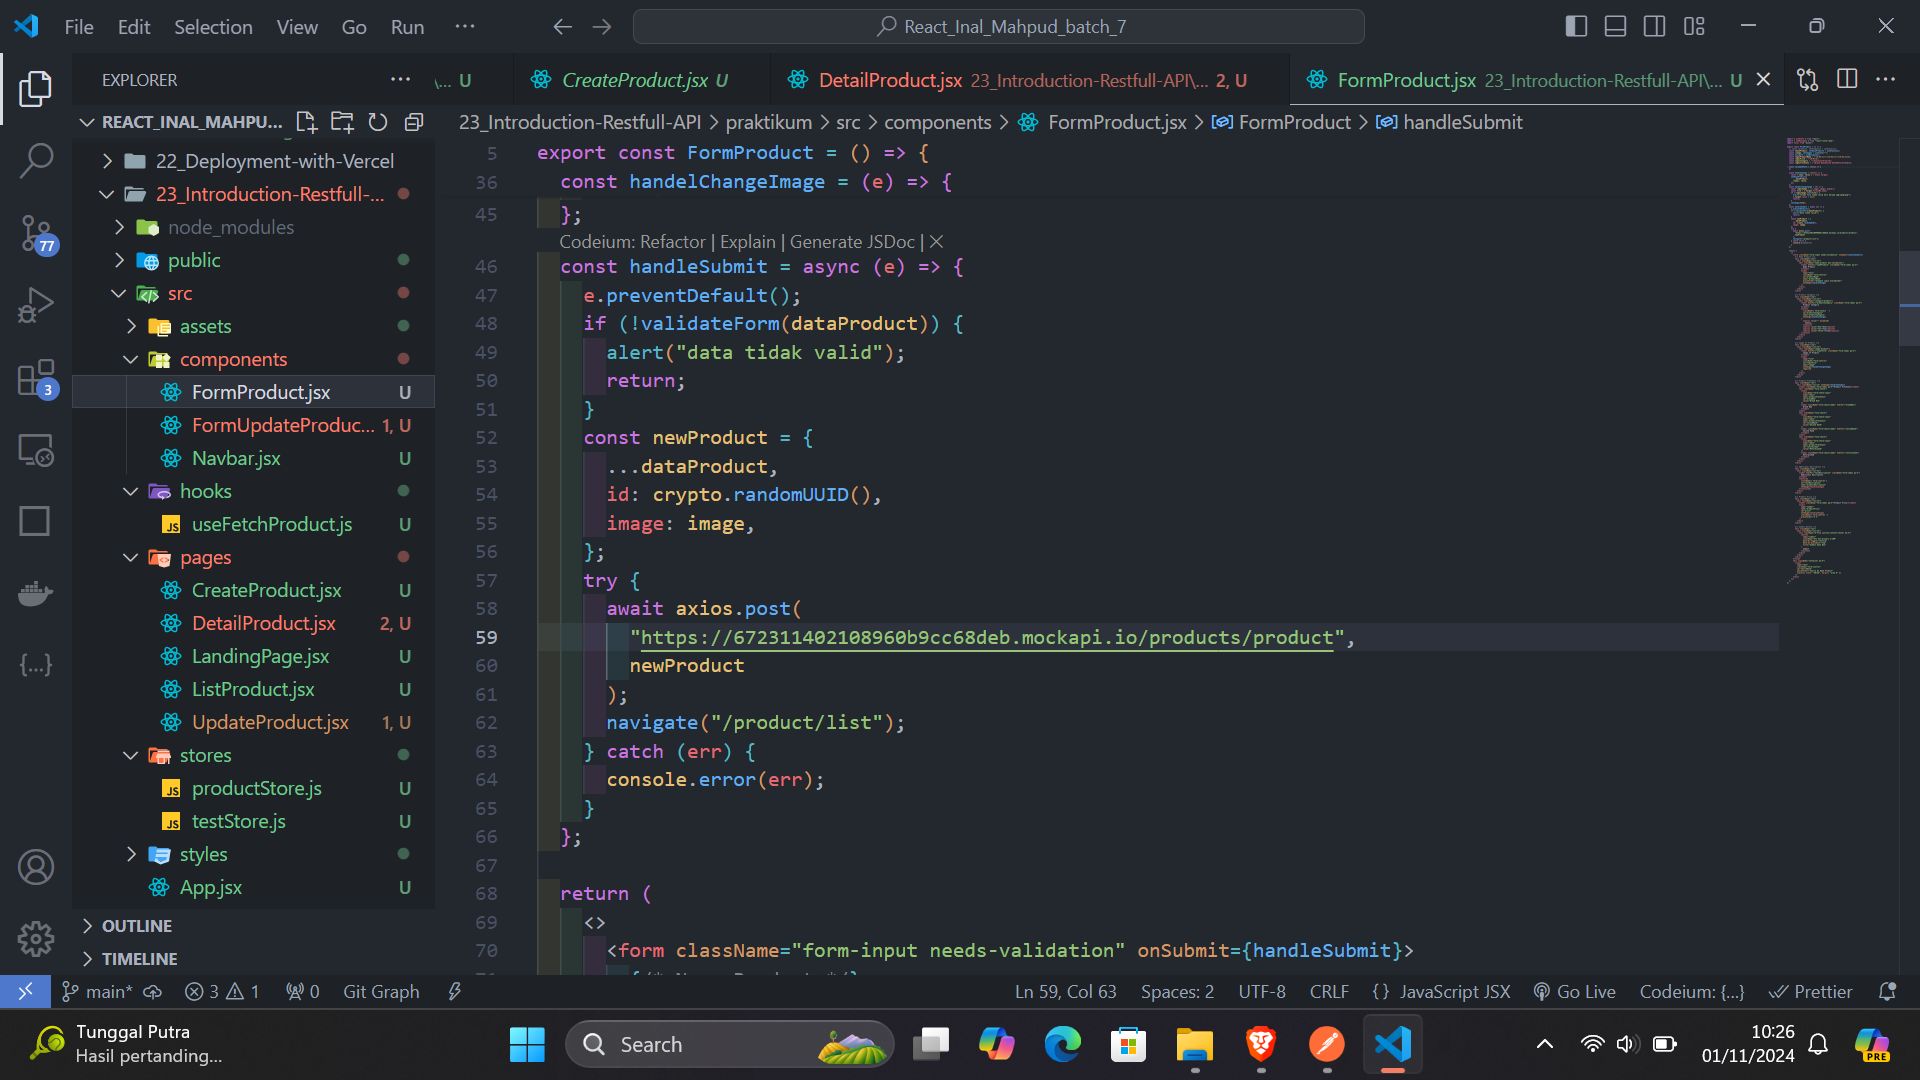 File Edit Selection View Go Run ···
React_Inal_Mahpud_batch_7
EXPLORER ···
\... U
CreateProduct.jsx U
DetailProduct.jsx 23_Introduction-Restfull-API\... 2, U
FormProduct.jsx 23_Introduction-Restfull-API\... U
REACT_INAL_MAHPU...
23_Introduction-Restfull-API > praktikum > src > components > FormProduct.jsx > FormProduct > handleSubmit
22_Deployment-with-Vercel
23_Introduction-Restfull-...
node_modules
public
src
assets
components
FormProduct.jsx U
FormUpdateProduc... 1, U
Navbar.jsx U
hooks
useFetchProduct.js U
pages
CreateProduct.jsx U
DetailProduct.jsx 2, U
LandingPage.jsx U
ListProduct.jsx U
UpdateProduct.jsx 1, U
stores
productStore.js U
testStore.js U
styles
App.jsx U
OUTLINE
TIMELINE
77
3
5 export const FormProduct = () => {
36 const handelChangeImage = (e) => {
45 };
Codeium: Refactor | Explain | Generate JSDoc | ×
46 const handleSubmit = async (e) => {
47 e.preventDefault();
48 if (!validateForm(dataProduct)) {
49 alert("data tidak valid");
50 return;
51 }
52 const newProduct = {
53 ...dataProduct,
54 id: crypto.randomUUID(),
55 image: image,
56 };
57 try {
58 await axios.post(
59 "https://672311402108960b9cc68deb.mockapi.io/products/product",
60 newProduct
61 );
62 navigate("/product/list");
63 } catch (err) {
64 console.error(err);
65 }
66 };
67
68 return (
69 <>
70 <form className="form-input needs-validation" onSubmit={handleSubmit}>
main* 3 1 0 Git Graph
Ln 59, Col 63 Spaces: 2 UTF-8 CRLF {} JavaScript JSX Go Live Codeium: {...} Prettier
Tunggal Putra
Hasil pertanding...
Search
10:26
01/11/2024
PRE